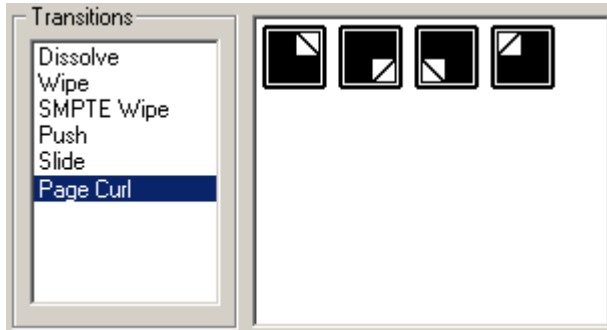 Transitions
Dissolve
Wipe
SMPTE Wipe
Push
Slide
Page Curl